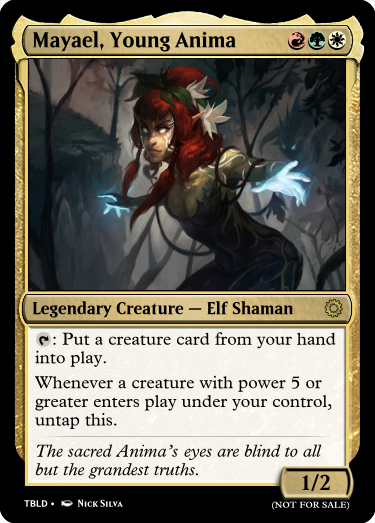 Mayael, Young Anima
Legendary Creature — Elf Shaman
: Put a creature card from your hand
into play.
Whenever a creature with power 5 or
greater enters play under your control,
untap this.
The sacred Anima's eyes are blind to all
but the grandest truths.
1/2
TBLD • Nick Silva
(NOT FOR SALE)